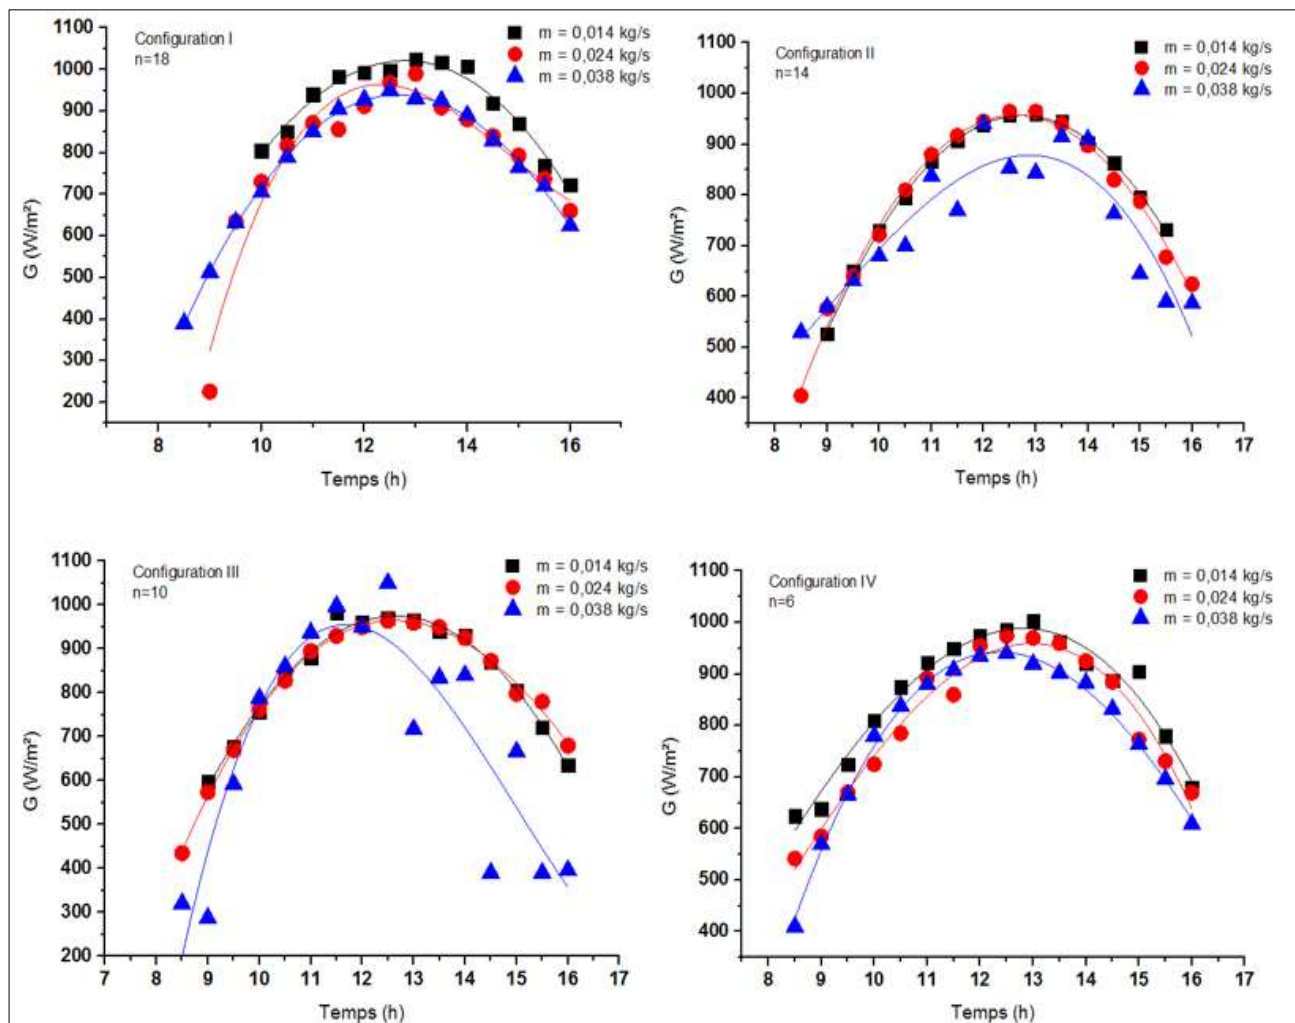 Configuration I
n=18
m = 0,014 kg/s
m = 0,024 kg/s
m = 0,038 kg/s
G (W/m²)
1100
1000
900
800
700
600
500
400
300
200
8 10 12 14 16
Temps (h)
Configuration II
n=14
m = 0,014 kg/s
m = 0,024 kg/s
m = 0,038 kg/s
G (W/m²)
1100
1000
900
800
700
600
500
400
8 9 10 11 12 13 14 15 16 17
Temps (h)
Configuration III
n=10
m = 0,014 kg/s
m = 0,024 kg/s
m = 0,038 kg/s
G (W/m²)
1100
1000
900
800
700
600
500
400
300
200
7 8 9 10 11 12 13 14 15 16 17
Temps (h)
Configuration IV
n=6
m = 0,014 kg/s
m = 0,024 kg/s
m = 0,038 kg/s
G (W/m²)
1100
1000
900
800
700
600
500
400
8 9 10 11 12 13 14 15 16 17
Temps (h)